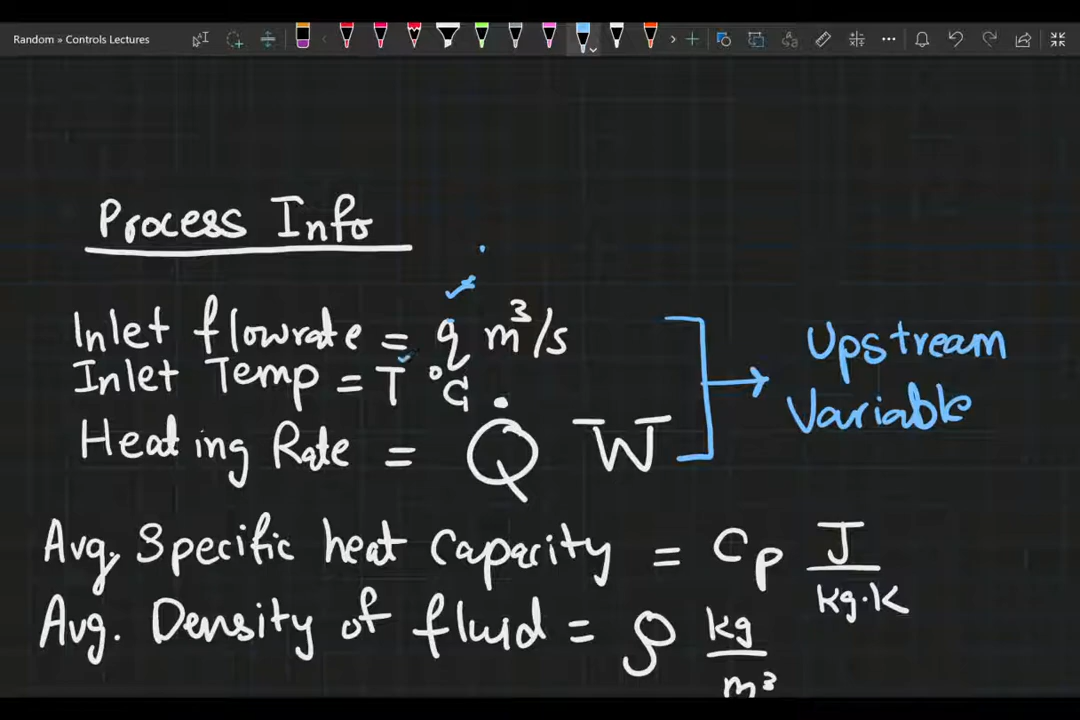 Random » Controls Lectures
Process Info
Inlet flowrate = q m³/s
Inlet Temp = T °C
Heating Rate = Q̇ W
Upstream
Variable
Avg. Specific heat capacity = Cp J/kg·K
Avg. Density of fluid = ρ kg/m³